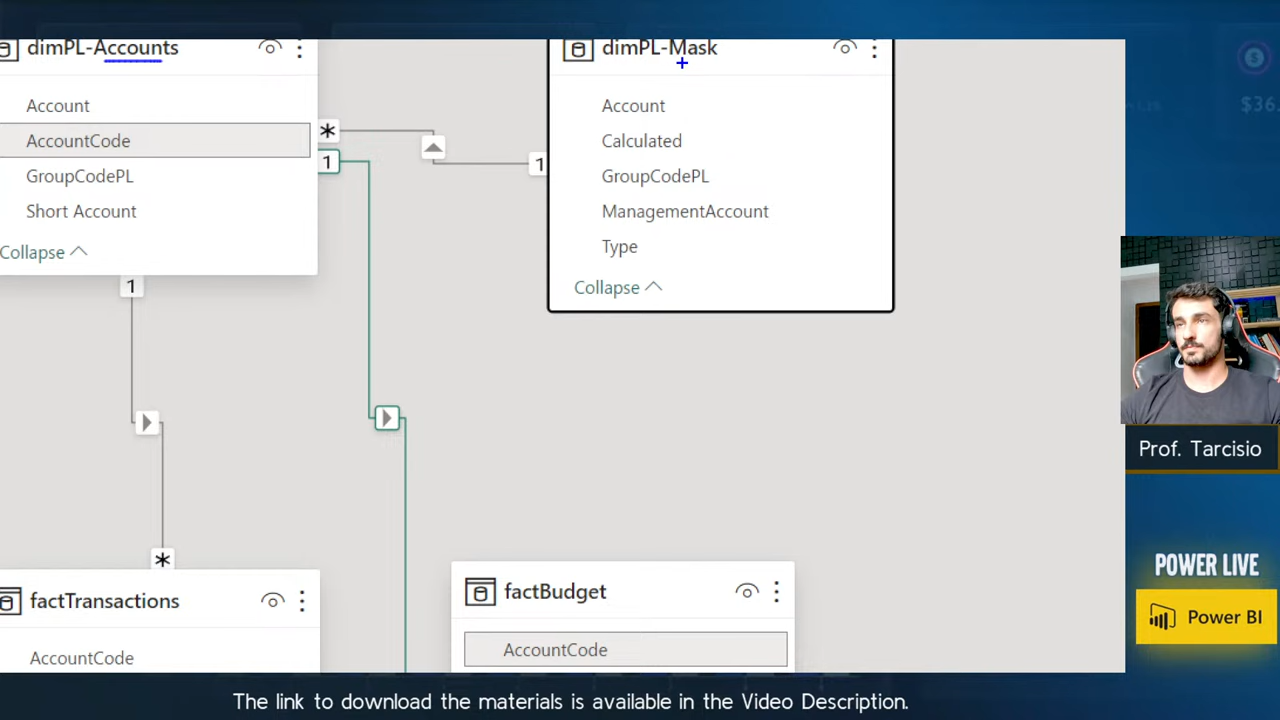 dimPL-Accounts
Account
AccountCode
GroupCodePL
Short Account
Collapse
dimPL-Mask
Account
Calculated
GroupCodePL
ManagementAccount
Type
Collapse
*
1
1
1
*
factTransactions
AccountCode
factBudget
AccountCode
$36.
Prof. Tarcisio
POWER LIVE
Power BI
The link to download the materials is available in the Video Description.